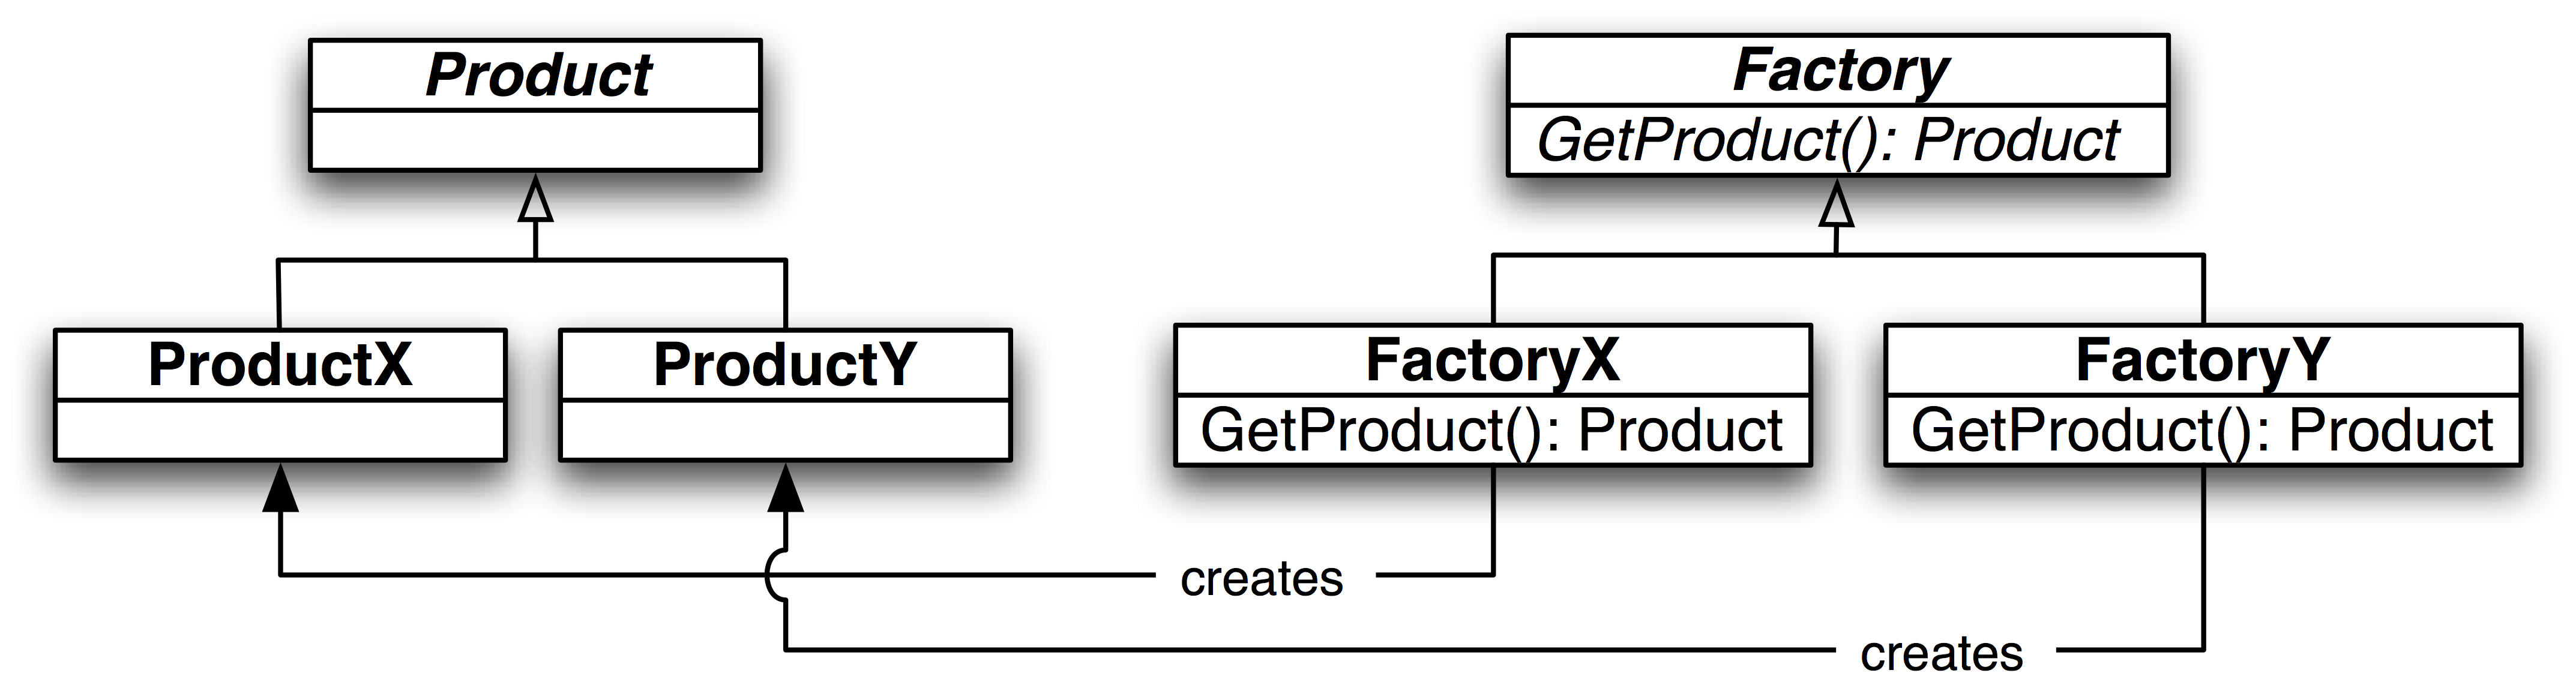 Product
Factory
GetProduct(): Product
ProductX
ProductY
FactoryX
GetProduct(): Product
FactoryY
GetProduct(): Product
creates
creates